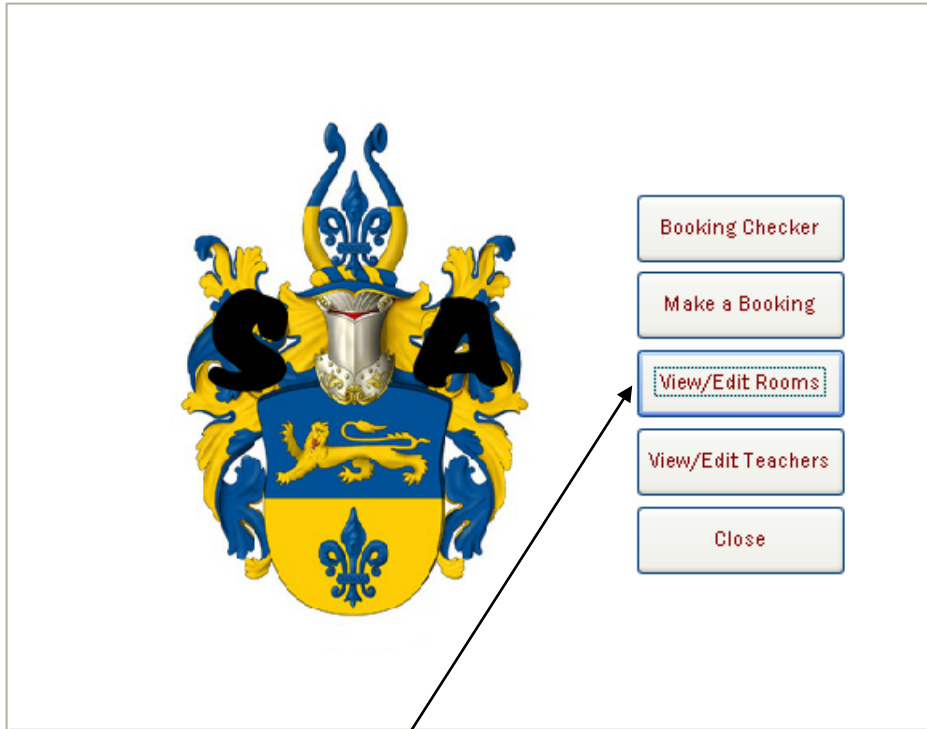 S A
Booking Checker
Make a Booking
View/Edit Rooms
View/Edit Teachers
Close